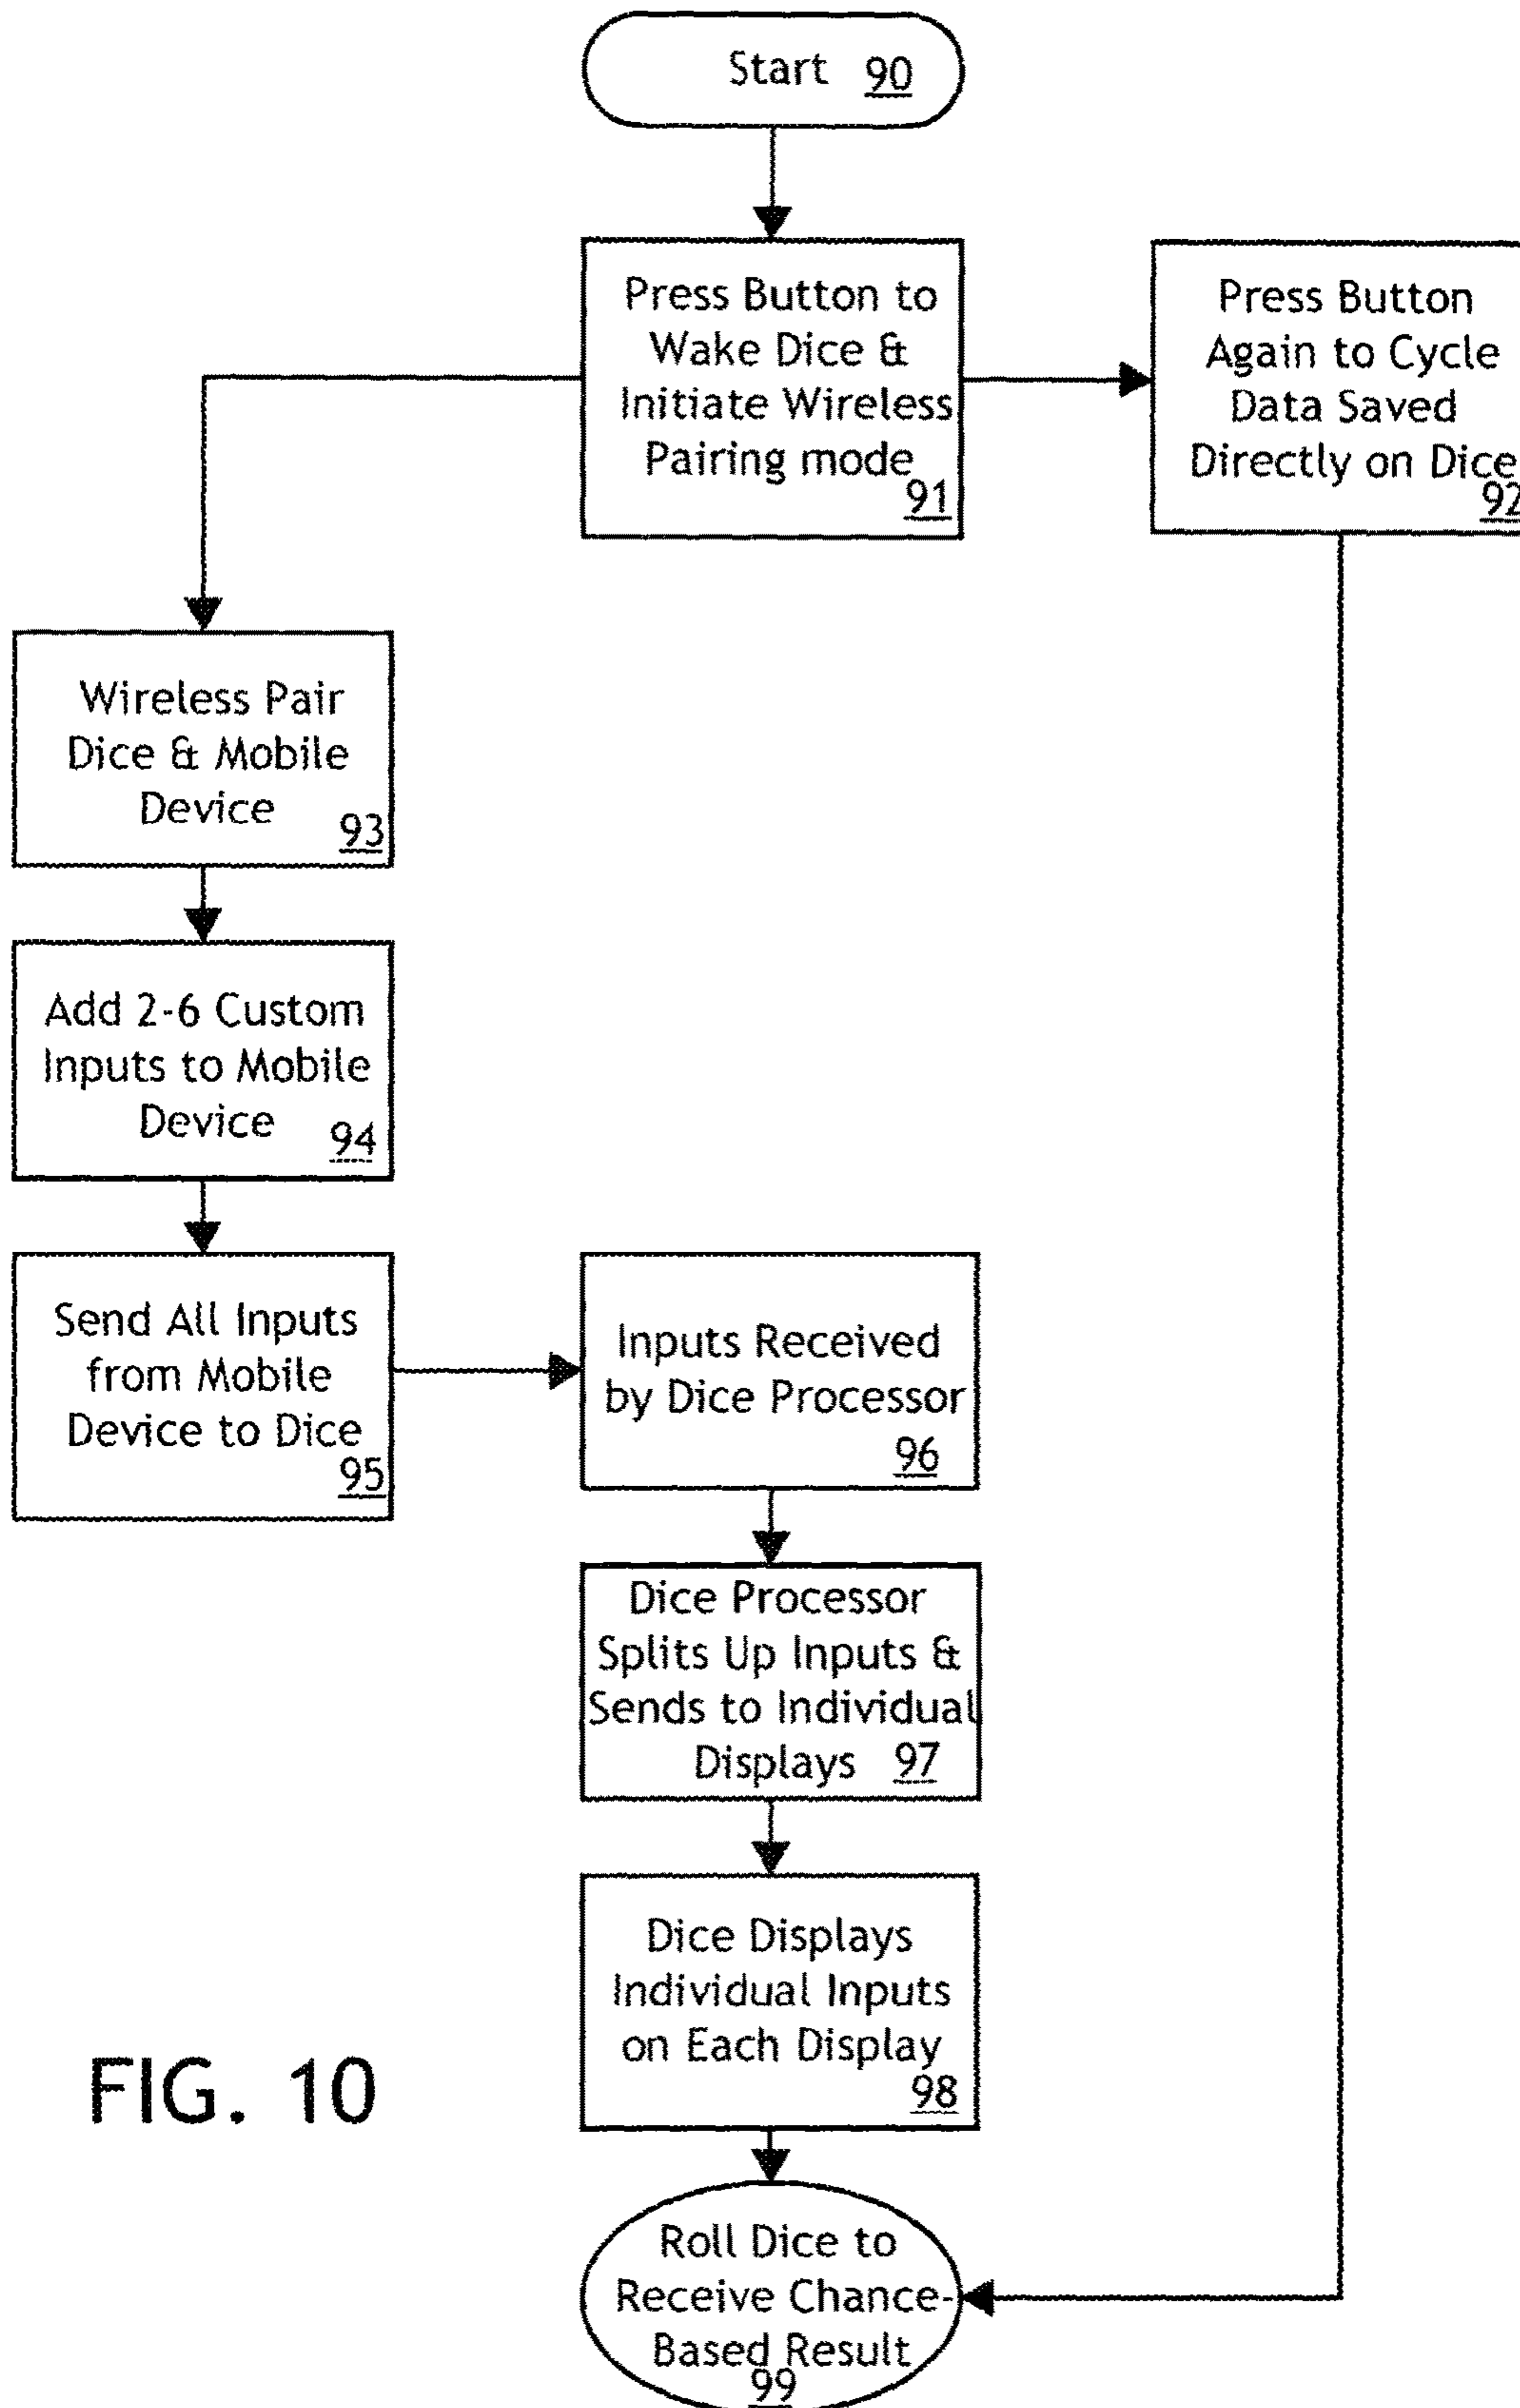 Start 90
Press Button to
Wake Dice &
Initiate Wireless
Pairing mode
91
Press Button
Again to Cycle
Data Saved
Directly on Dice
92
Wireless Pair
Dice & Mobile
Device
93
Add 2-6 Custom
Inputs to Mobile
Device
94
Send All Inputs
from Mobile
Device to Dice
95
Inputs Received
by Dice Processor
96
Dice Processor
Splits Up Inputs &
Sends to Individual
Displays 97
Dice Displays
Individual Inputs
on Each Display
98
Roll Dice to
Receive Chance-
Based Result
99
FIG. 10